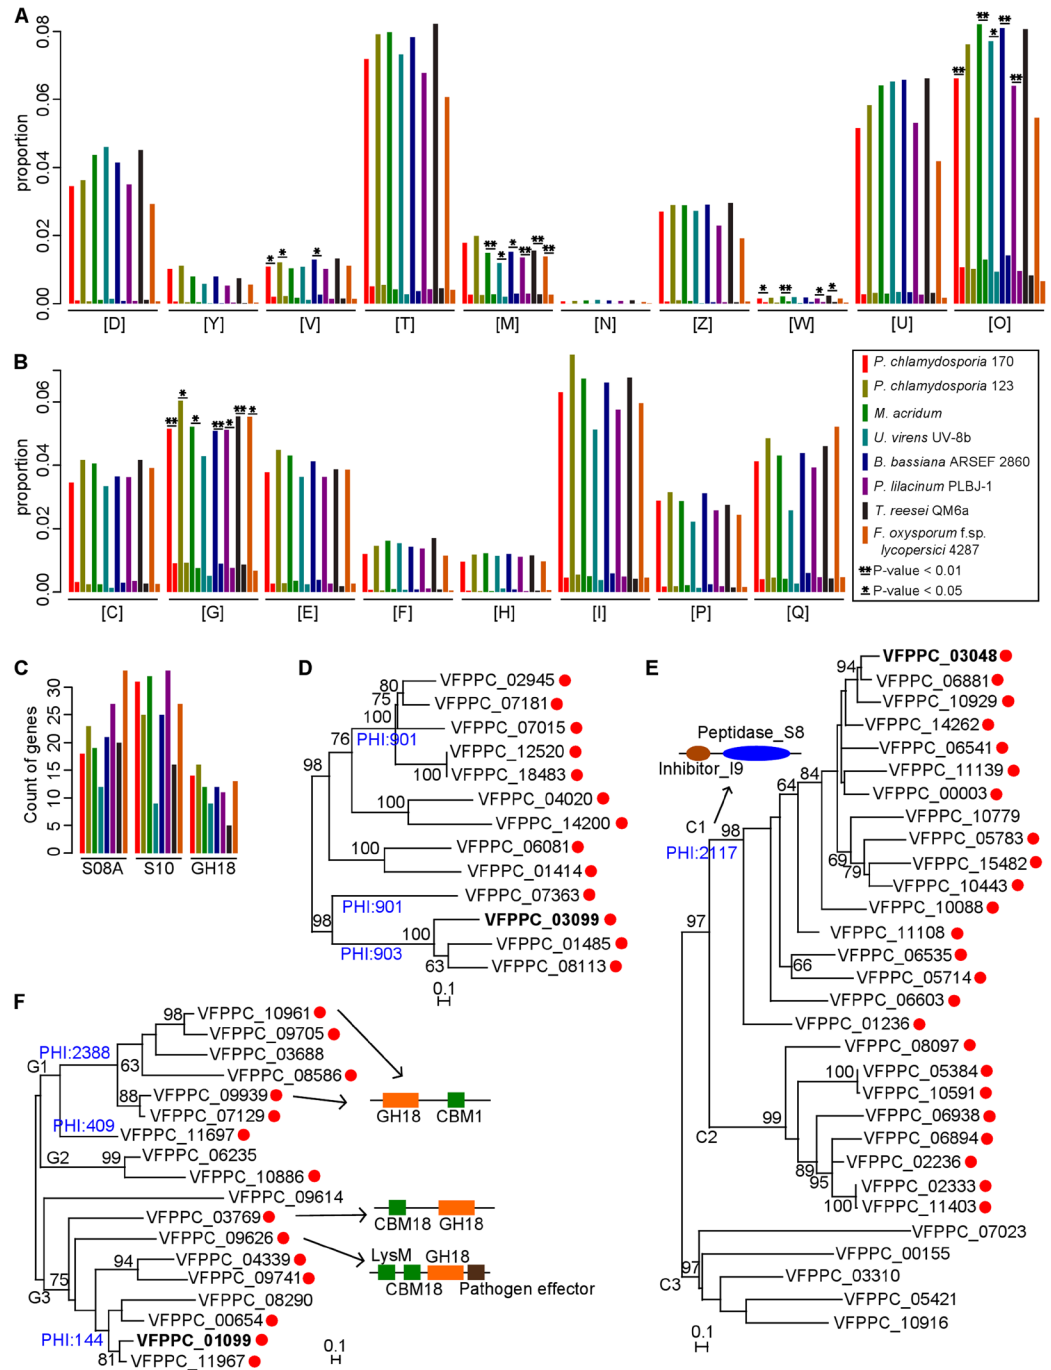 A
proportion
0.00
0.02
0.04
0.06
0.08
** * **
* **
* * *
** * * ** ** * **
* ** * *
[D] [Y] [V] [T] [M] [N] [Z] [W] [U] [O]
B
proportion
0.00
0.02
0.04
0.06
** * * ** * ** *
[C] [G] [E] [F] [H] [I] [P] [Q]
P. chlamydosporia 170
P. chlamydosporia 123
M. acridum
U. virens UV-8b
B. bassiana ARSEF 2860
P. lilacinum PLBJ-1
T. reesei QM6a
F. oxysporum f.sp.
lycopersici 4287
** P-value < 0.01
* P-value < 0.05
C
Count of genes
0
5
10
15
20
25
30
S08A S10 GH18
D
VFPPC_02945
VFPPC_07181
VFPPC_07015
VFPPC_12520
VFPPC_18483
VFPPC_04020
VFPPC_14200
VFPPC_06081
VFPPC_01414
VFPPC_07363
VFPPC_03099
VFPPC_01485
VFPPC_08113
80
75
100
PHI:901
76
100
98
100
100
PHI:901
98
100
PHI:903
63
0.1
E
VFPPC_03048
VFPPC_06881
VFPPC_10929
VFPPC_14262
VFPPC_06541
VFPPC_11139
VFPPC_00003
VFPPC_10779
VFPPC_05783
VFPPC_15482
VFPPC_10443
VFPPC_10088
VFPPC_11108
VFPPC_06535
VFPPC_05714
VFPPC_06603
VFPPC_01236
VFPPC_08097
VFPPC_05384
VFPPC_10591
VFPPC_06938
VFPPC_06894
VFPPC_02236
VFPPC_02333
VFPPC_11403
VFPPC_07023
VFPPC_00155
VFPPC_03310
VFPPC_05421
VFPPC_10916
94
Peptidase_S8
Inhibitor_I9
84
64
C1
98
PHI:2117
69
79
97
66
100
99
C2
89
95
100
97
C3
0.1
F
VFPPC_10961
VFPPC_09705
VFPPC_03688
VFPPC_08586
VFPPC_09939
VFPPC_07129
VFPPC_11697
VFPPC_06235
VFPPC_10886
VFPPC_09614
VFPPC_03769
VFPPC_09626
VFPPC_04339
VFPPC_09741
VFPPC_08290
VFPPC_00654
VFPPC_01099
VFPPC_11967
98
PHI:2388
G1
63
88
PHI:409
G2
99
GH18 CBM1
CBM18 GH18
LysM GH18
CBM18 Pathogen effector
94
75
G3
PHI:144
81
0.1